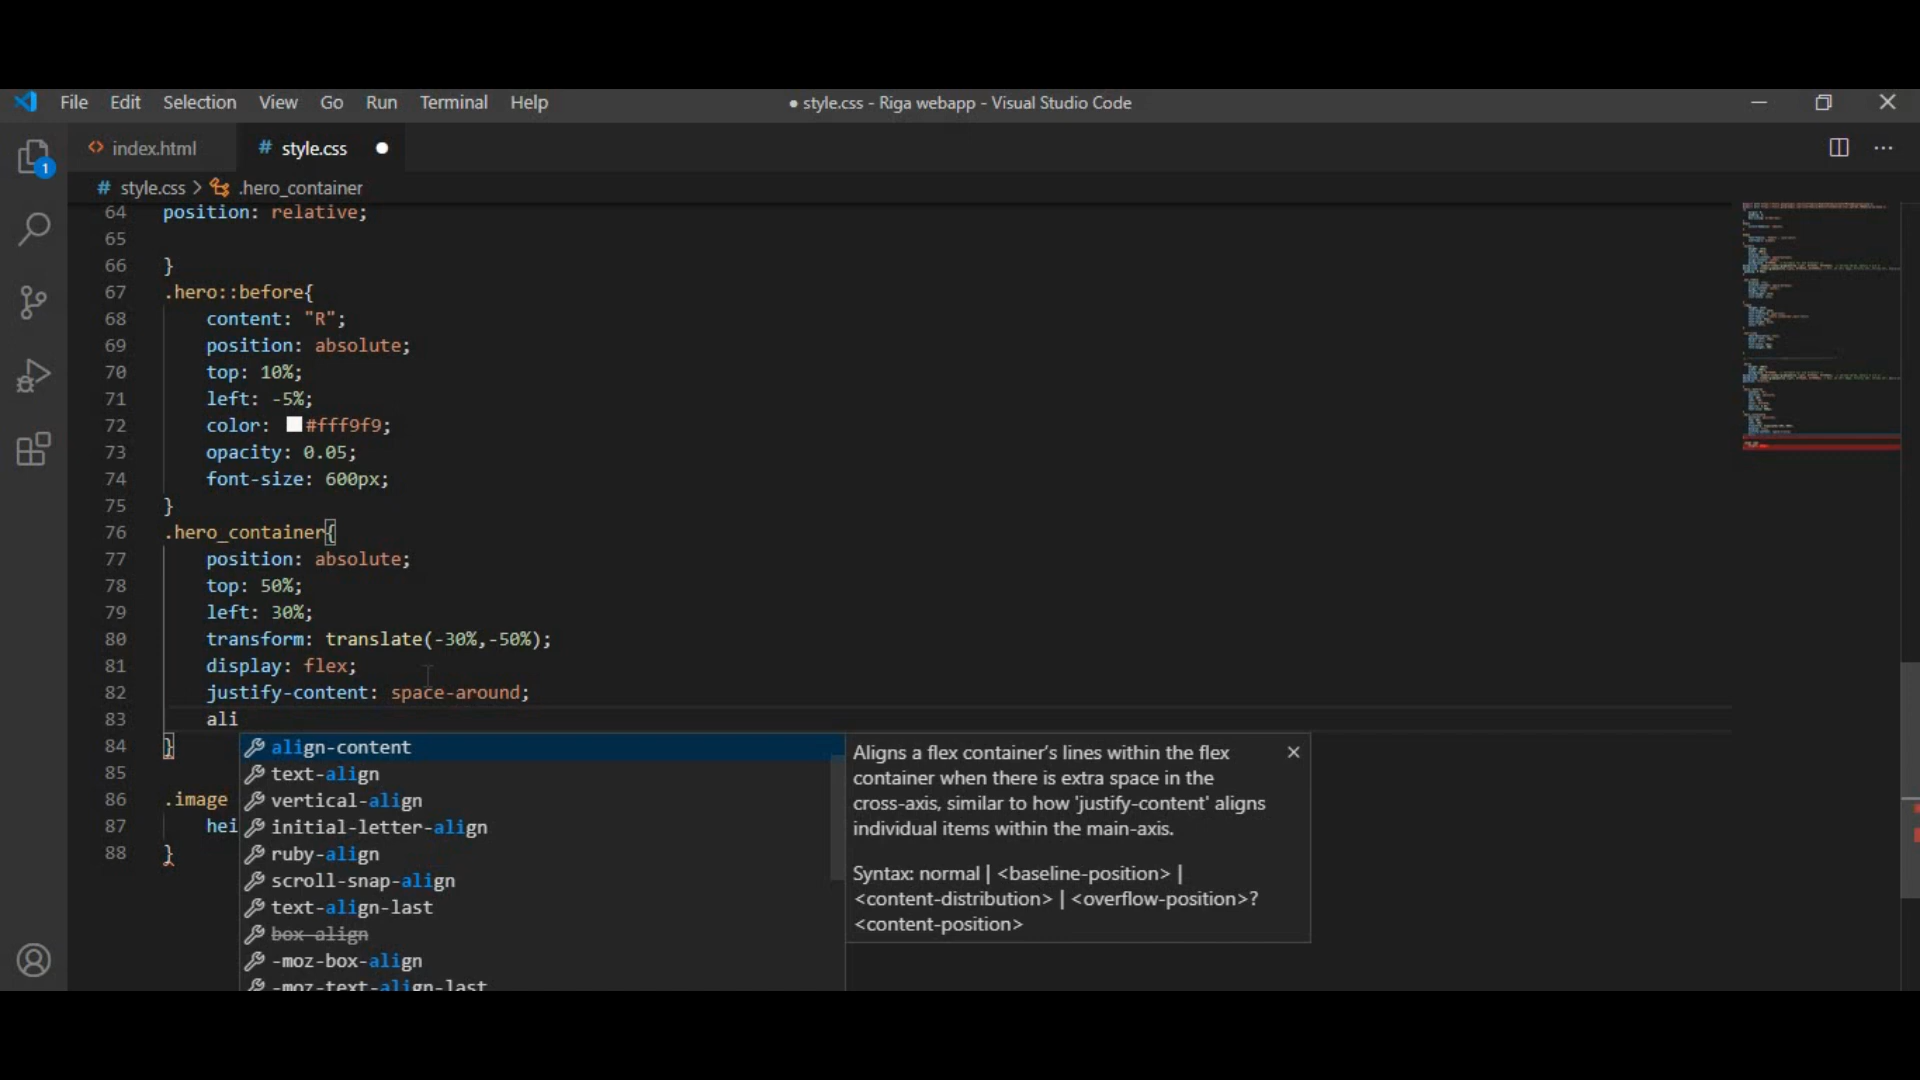 File Edit Selection View Go Run Terminal Help
● style.css - Riga webapp - Visual Studio Code
index.html
# style.css
1
# style.css > .hero_container
64 position: relative;
65
66 }
67 .hero::before{
68 content: "R";
69 position: absolute;
70 top: 10%;
71 left: -5%;
72 color: #fff9f9;
73 opacity: 0.05;
74 font-size: 600px;
75 }
76 .hero_container{
77 position: absolute;
78 top: 50%;
79 left: 30%;
80 transform: translate(-30%,-50%);
81 display: flex;
82 justify-content: space-around;
83 ali
84 }
85
86 .image
87 hei
88 }
align-content
text-align
vertical-align
initial-letter-align
ruby-align
scroll-snap-align
text-align-last
box-align
-moz-box-align
-moz-text-align-last
Aligns a flex container's lines within the flex
container when there is extra space in the
cross-axis, similar to how 'justify-content' aligns
individual items within the main-axis.
Syntax: normal | <baseline-position> |
<content-distribution> | <overflow-position>?
<content-position>